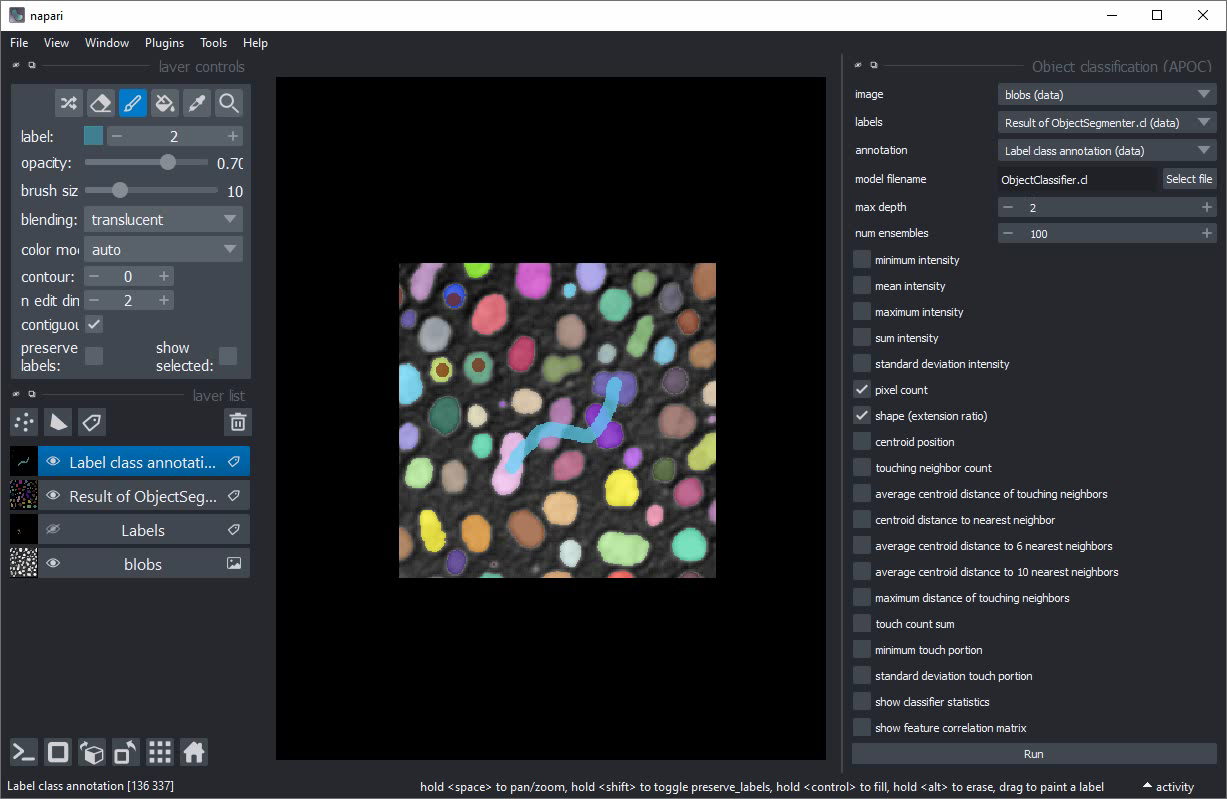 napari
File View Window Plugins Tools Help
layer controls
label: 2
opacity: 0.70
brush siz 10
blending: translucent
color mo auto
contour: 0
n edit din 2
contiguou
preserve labels: show selected:
layer list
Label class annotati...
Result of ObjectSeg...
Labels
blobs
Object classification (APOC)
image blobs (data)
labels Result of ObjectSegmenter.cl (data)
annotation Label class annotation (data)
model filename ObjectClassifier.cl Select file
max depth 2
num ensembles 100
minimum intensity
mean intensity
maximum intensity
sum intensity
standard deviation intensity
pixel count
shape (extension ratio)
centroid position
touching neighbor count
average centroid distance of touching neighbors
centroid distance to nearest neighbor
average centroid distance to 6 nearest neighbors
average centroid distance to 10 nearest neighbors
maximum distance of touching neighbors
touch count sum
minimum touch portion
standard deviation touch portion
show classifier statistics
show feature correlation matrix
Run
Label class annotation [136 337] hold <space> to pan/zoom, hold <shift> to toggle preserve_labels, hold <control> to fill, hold <alt> to erase, drag to paint a label activity